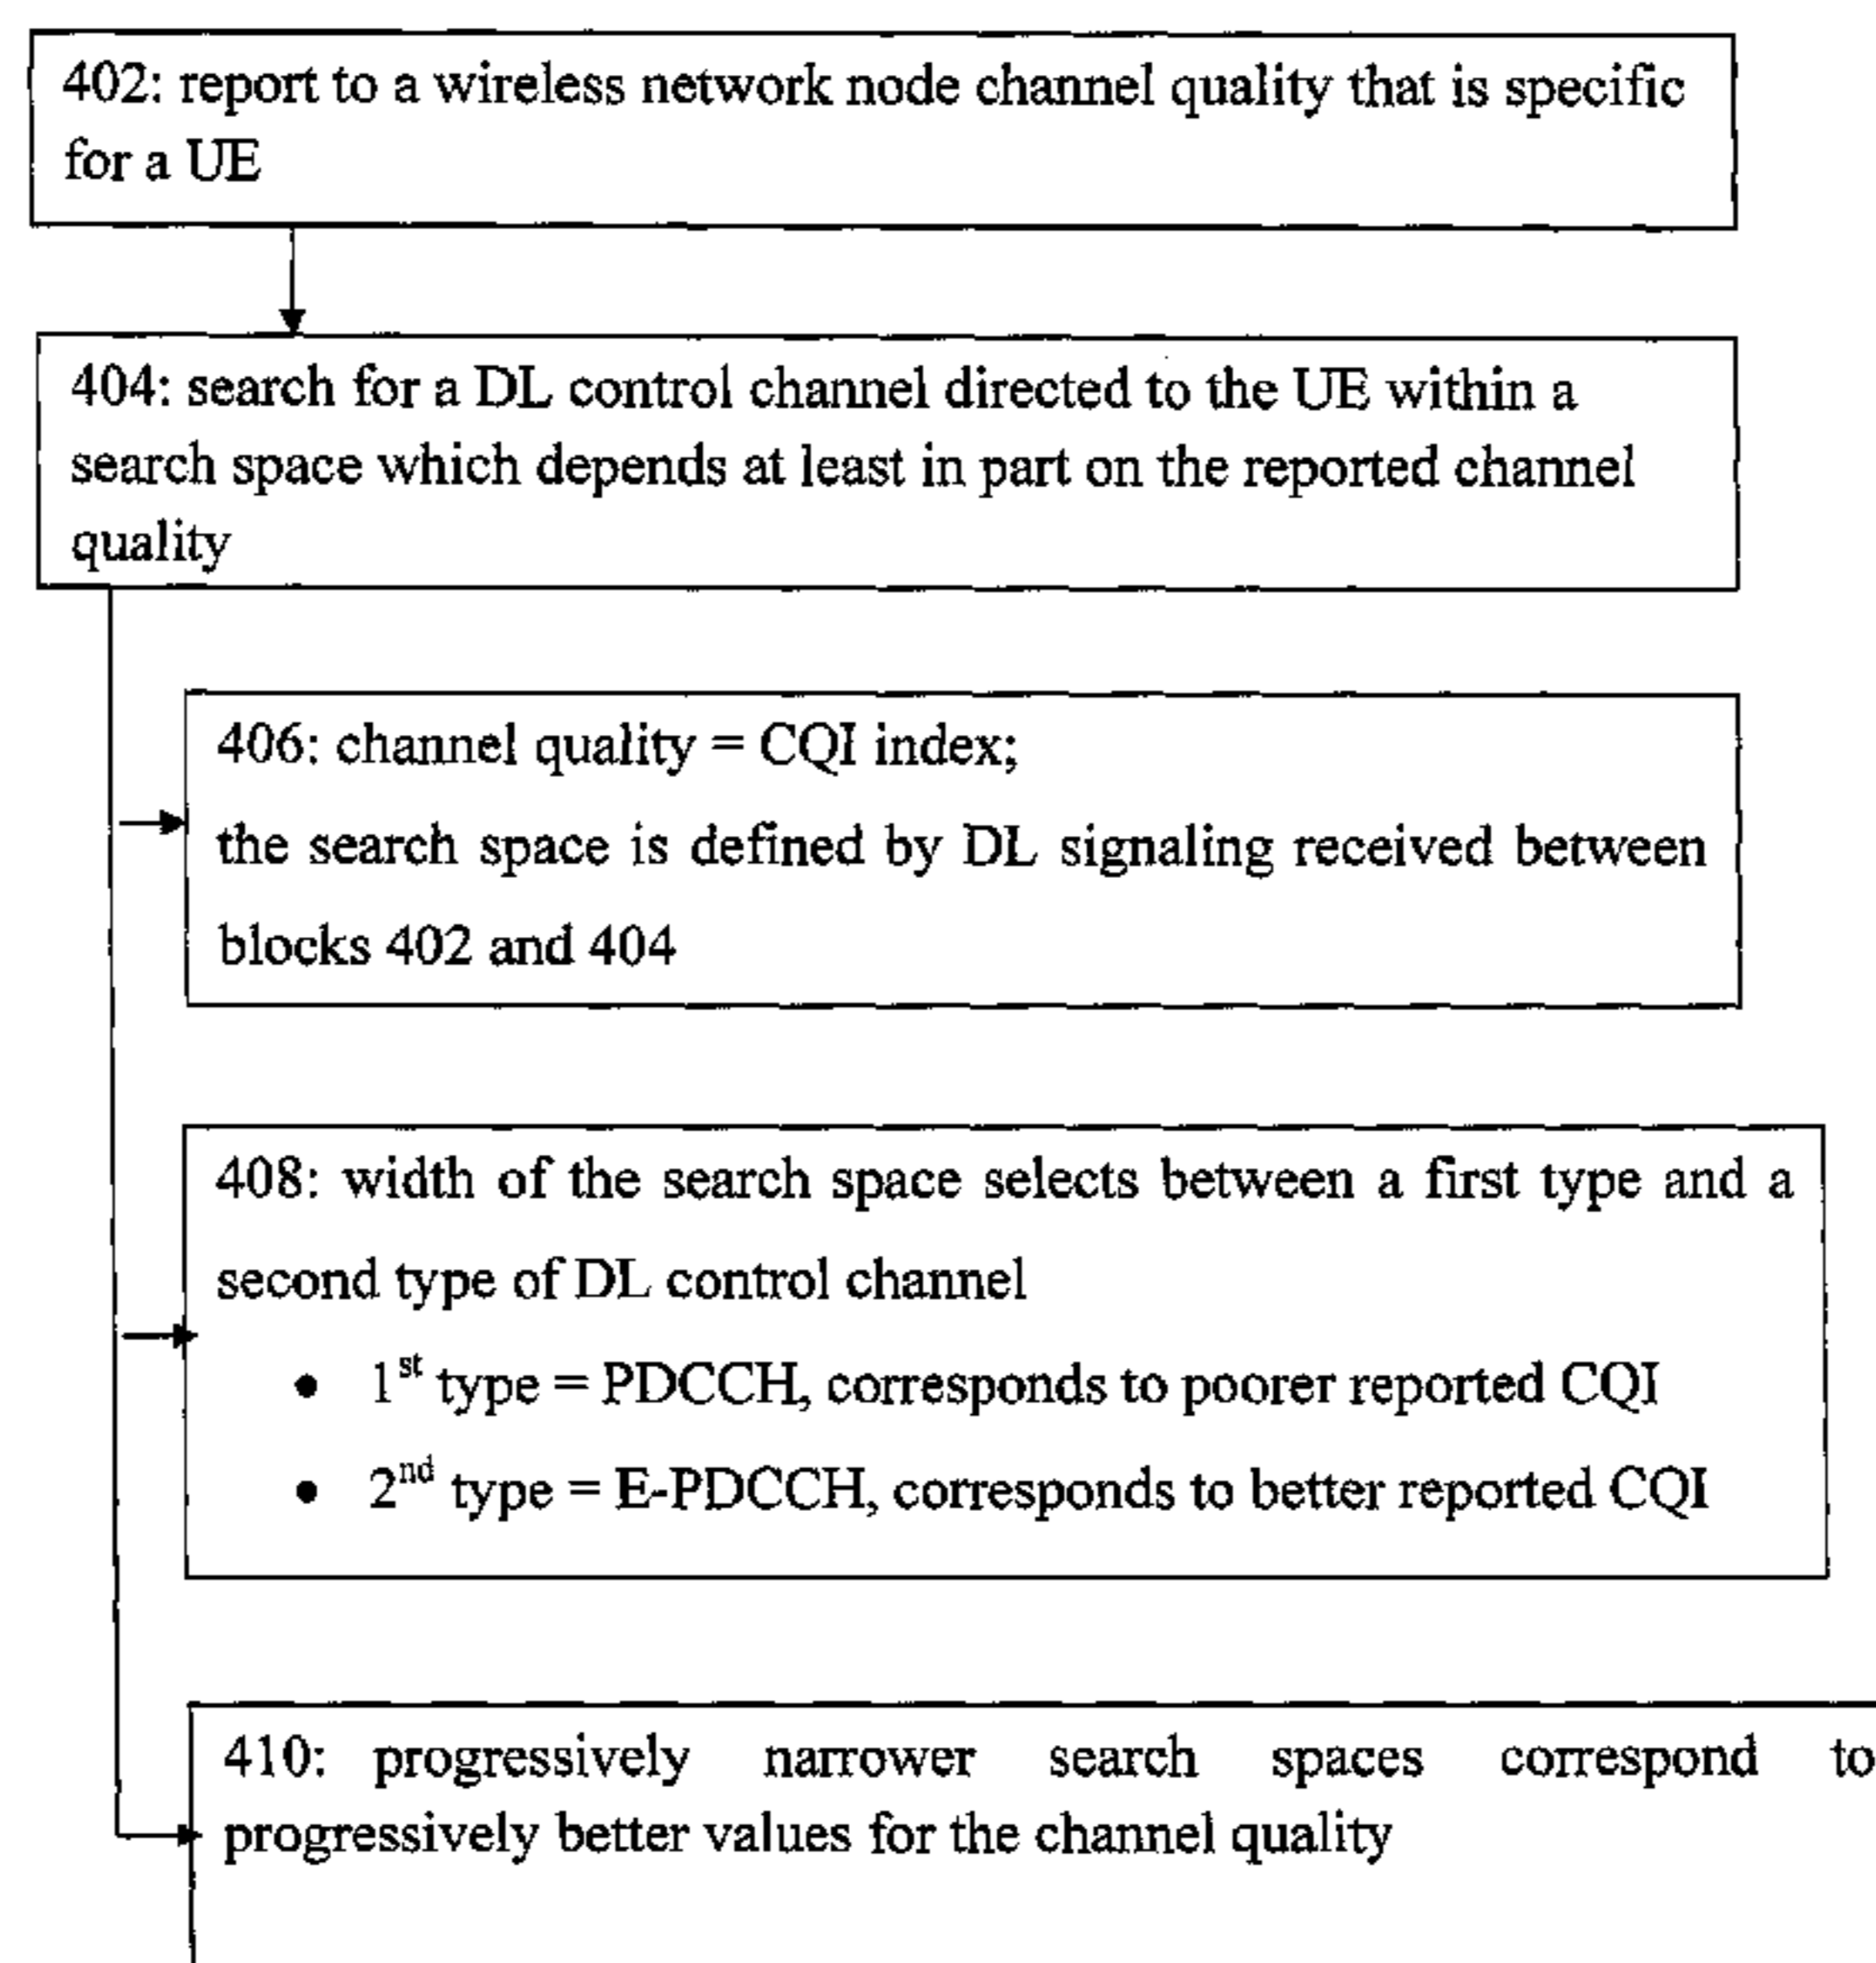 402: report to a wireless network node channel quality that is specific
for a UE
404: search for a DL control channel directed to the UE within a
search space which depends at least in part on the reported channel
quality
406: channel quality = CQI index;
the search space is defined by DL signaling received between
blocks 402 and 404
408: width of the search space selects between a first type and a
second type of DL control channel
• 1st type = PDCCH, corresponds to poorer reported CQI
• 2nd type = E-PDCCH, corresponds to better reported CQI
410: progressively narrower search spaces correspond to
progressively better values for the channel quality